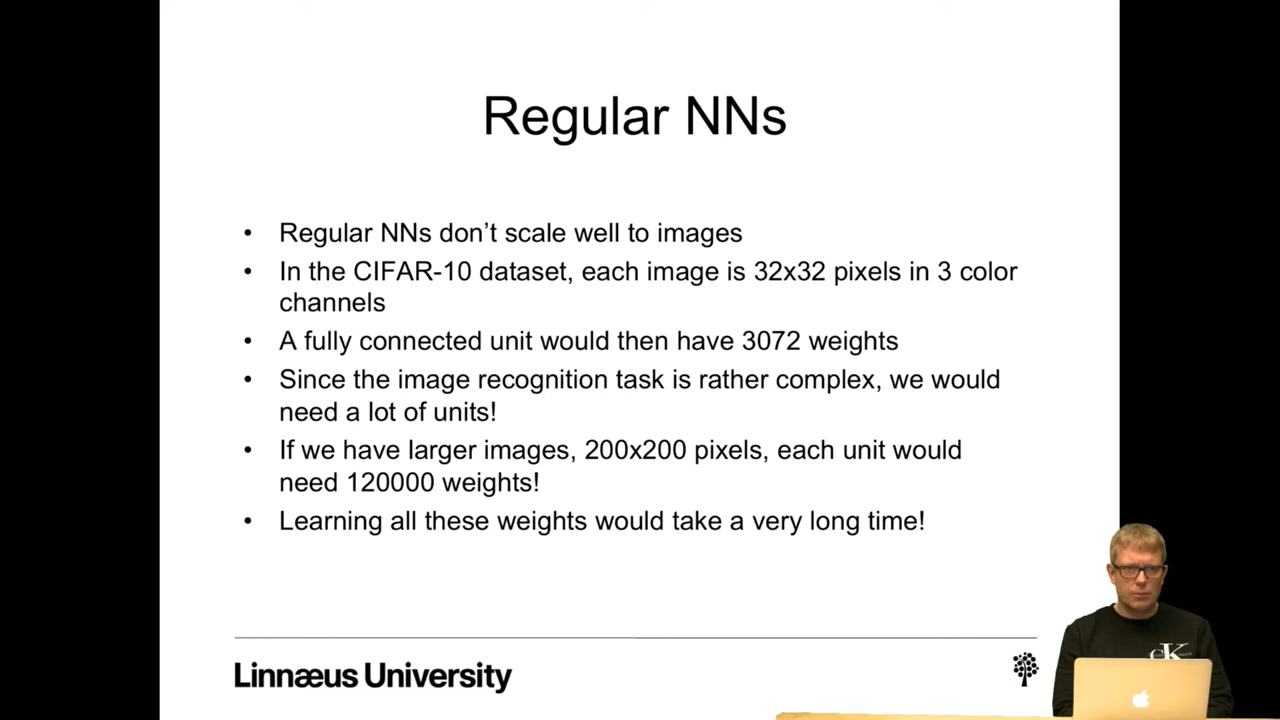 Regular NNs
• Regular NNs don't scale well to images
• In the CIFAR-10 dataset, each image is 32x32 pixels in 3 color
channels
• A fully connected unit would then have 3072 weights
• Since the image recognition task is rather complex, we would
need a lot of units!
• If we have larger images, 200x200 pixels, each unit would
need 120000 weights!
• Learning all these weights would take a very long time!
Linnæus University
cK